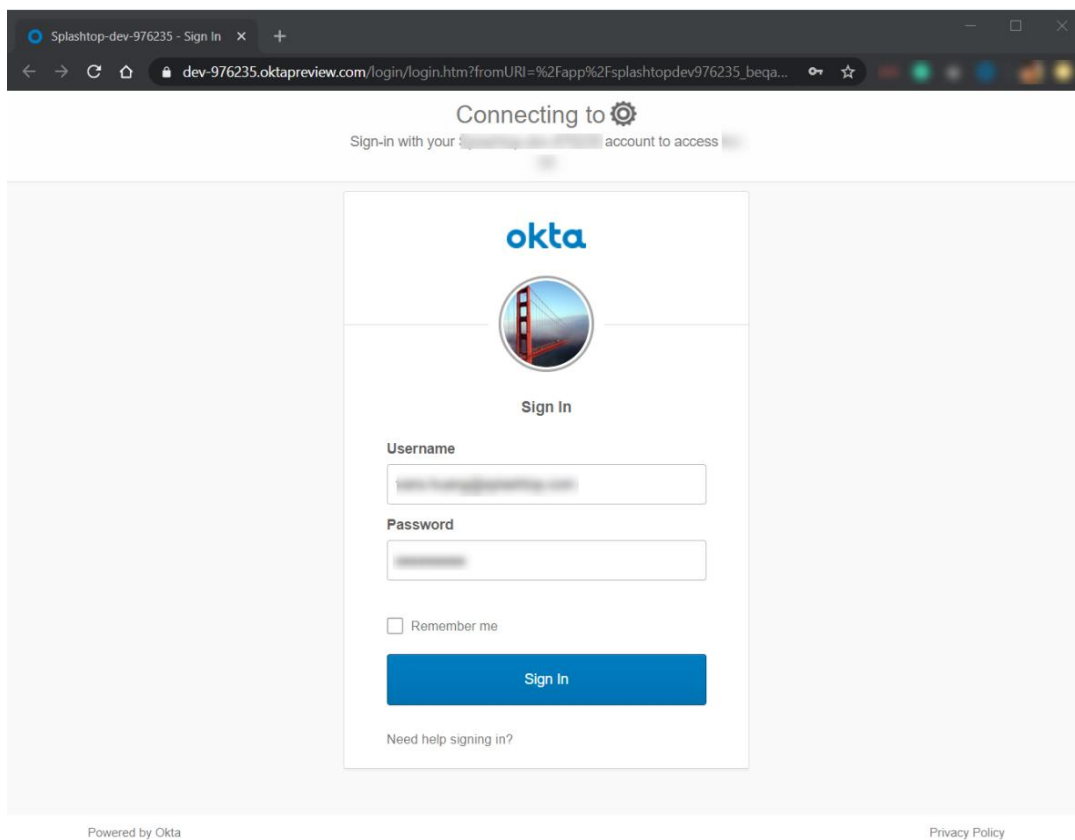 Splashtop-dev-976235 - Sign In
dev-976235.oktapreview.com/login/login.htm?fromURI=%2Fapp%2Fsplashtopdev976235_beqa...
Connecting to
Sign-in with your account to access
okta
Sign In
Username
Password
Remember me
Sign In
Need help signing in?
Powered by Okta
Privacy Policy